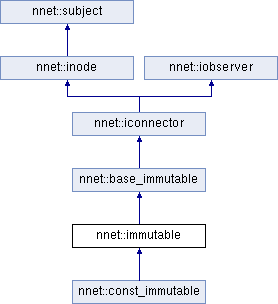 nnet::subject
nnet::inode
nnet::iobserver
nnet::iconnector
nnet::base_immutable
nnet::immutable
nnet::const_immutable